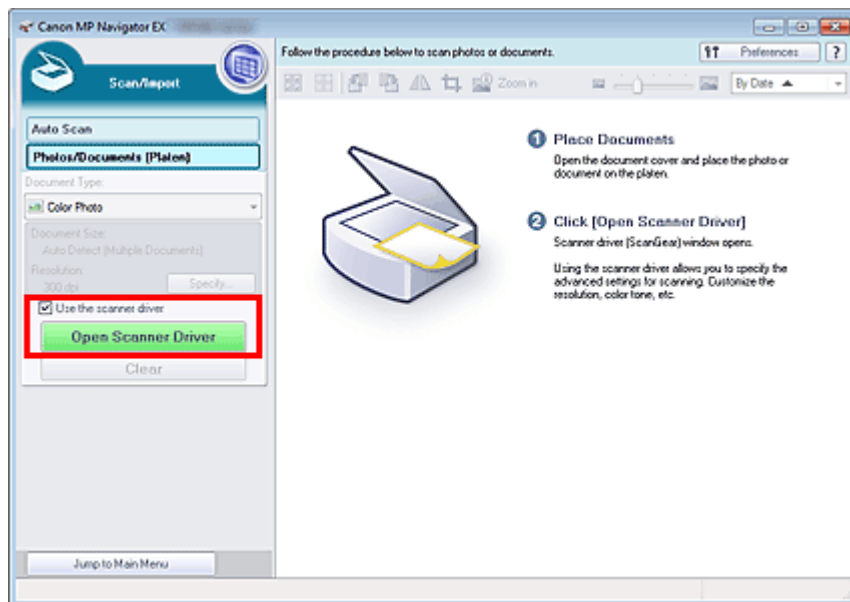 Canon MP Navigator EX
Scan/Import
Auto Scan
Photos/Documents (Platen)
Document Type:
Color Photo
Document Size:
Auto Detect (Multiple Documents)
Resolution:
300 dpi
Specify...
Use the scanner driver
Open Scanner Driver
Clear
Jump to Main Menu
Follow the procedure below to scan photos or documents.
Preferences
?
Zoom in
By Date
1 Place Documents
Open the document cover and place the photo or
document on the platen.
2 Click [Open Scanner Driver]
Scanner driver (ScanGear) window opens.
Using the scanner driver allows you to specify the
advanced settings for scanning. Customize the
resolution, color tone, etc.